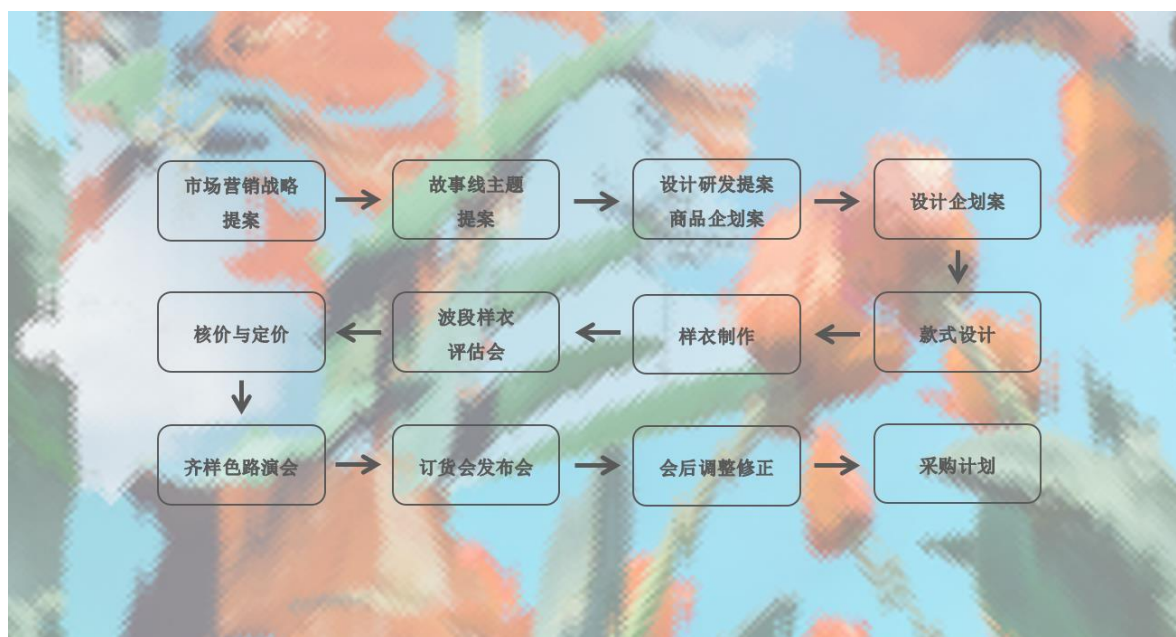 市场营销战略
提案
故事线主题
提案
设计研发提案
商品企划案
设计企划案
款式设计
样衣制作
波段样衣
评估会
核价与定价
齐样色路演会
订货会发布会
会后调整修正
采购计划